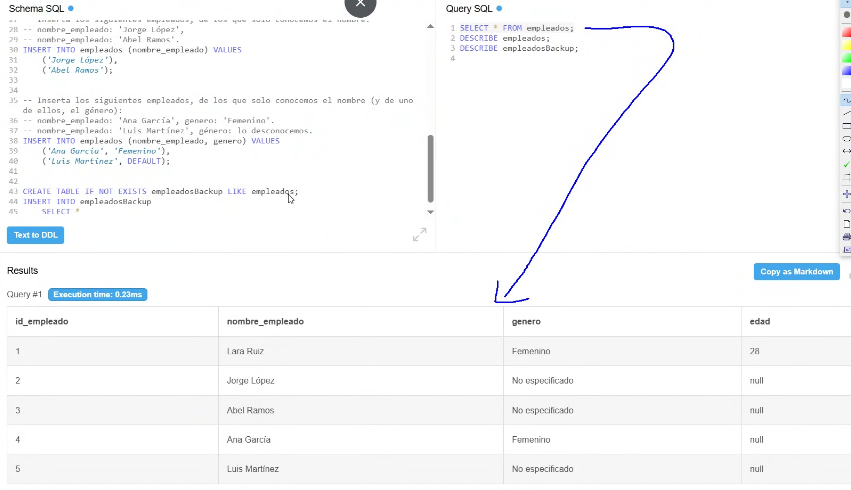 Schema SQL
27 -- Inserta los siguientes empleados, de los que solo conocemos el nombre:
28 -- nombre_empleado: 'Jorge López',
29 -- nombre_empleado: 'Abel Ramos'.
30 INSERT INTO empleados (nombre_empleado) VALUES
31 ('Jorge López'),
32 ('Abel Ramos');
33
34
35 -- Inserta los siguientes empleados, de los que solo conocemos el nombre (y de uno
de ellos, el género):
36 -- nombre_empleado: 'Ana García', genero: 'Femenino'.
37 -- nombre_empleado: 'Luis Martínez', género: lo desconocemos.
38 INSERT INTO empleados (nombre_empleado, genero) VALUES
39 ('Ana García', 'Femenino'),
40 ('Luis Martínez', DEFAULT);
41
42
43 CREATE TABLE IF NOT EXISTS empleadosBackup LIKE empleados;
44 INSERT INTO empleadosBackup
45 SELECT *
Text to DDL
Query SQL
1 SELECT * FROM empleados;
2 DESCRIBE empleados;
3 DESCRIBE empleadosBackup;
4
Results
Copy as Markdown
Query #1 Execution time: 0.23ms
id_empleado nombre_empleado genero edad
1 Lara Ruiz Femenino 28
2 Jorge López No especificado null
3 Abel Ramos No especificado null
4 Ana García Femenino null
5 Luis Martínez No especificado null